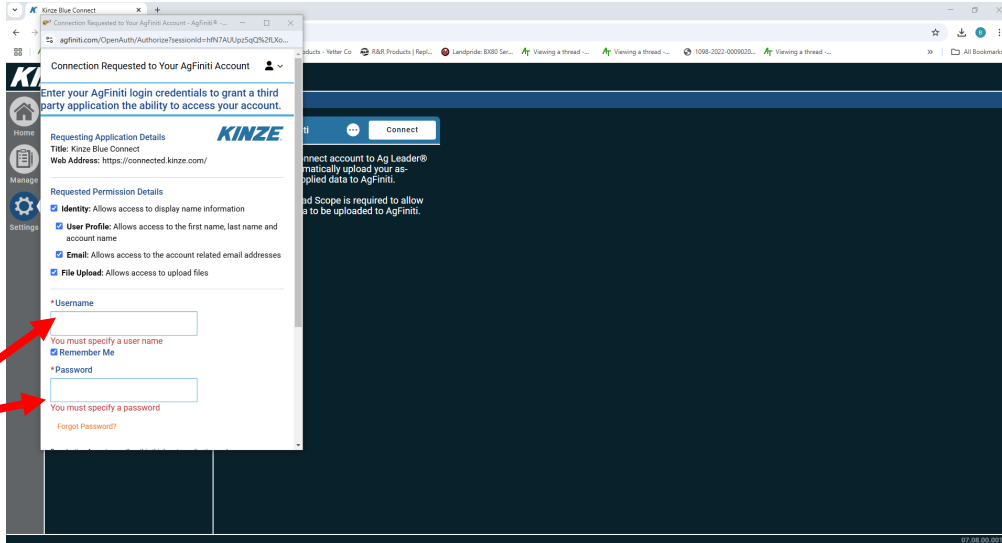 Kinze Blue Connect
Connection Requested to Your AgFiniti Account - AgFiniti® - ...
agfiniti.com/OpenAuth/Authorize?sessionId=hfN7AUUpz5qQ%2fLXo...
oducts - Yetter Co
R&R Products | Repl...
Landpride: BX80 Ser...
Viewing a thread -...
Viewing a thread -...
1098-2022-0009020...
Viewing a thread -...
All Bookmarks
Connection Requested to Your AgFiniti Account
KI
Enter your AgFiniti login credentials to grant a third
party application the ability to access your account.
KINZE
Requesting Application Details
Title: Kinze Blue Connect
Web Address: https://connected.kinze.com/
Requested Permission Details
Identity: Allows access to display name information
User Profile: Allows access to the first name, last name and
account name
Email: Allows access to the account related email addresses
File Upload: Allows access to upload files
*Username
You must specify a user name
Remember Me
*Password
You must specify a password
Forgot Password?
Home
Manage
Settings
ti
Connect
nnect account to Ag Leader®
matically upload your as-
pplied data to AgFiniti.
ad Scope is required to allow
a to be uploaded to AgFiniti.
07.08.00.001